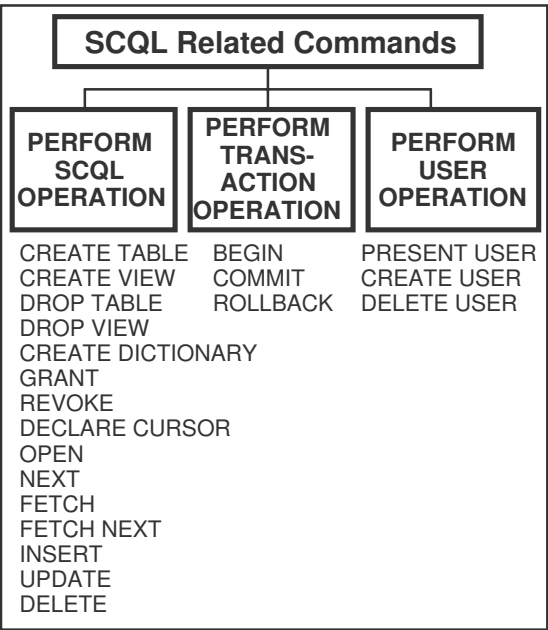 SCQL Related Commands
PERFORM
SCQL
OPERATION
PERFORM
TRANS-
ACTION
OPERATION
PERFORM
USER
OPERATION
CREATE TABLE
CREATE VIEW
DROP TABLE
DROP VIEW
CREATE DICTIONARY
GRANT
REVOKE
DECLARE CURSOR
OPEN
NEXT
FETCH
FETCH NEXT
INSERT
UPDATE
DELETE
BEGIN
COMMIT
ROLLBACK
PRESENT USER
CREATE USER
DELETE USER